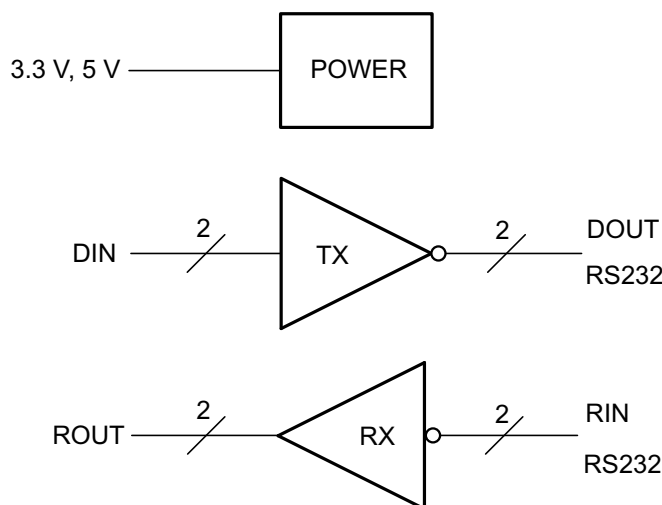 3.3 V, 5 V
POWER
2
2
DOUT
DIN
TX
RS232
2
2
RIN
ROUT
RX
RS232